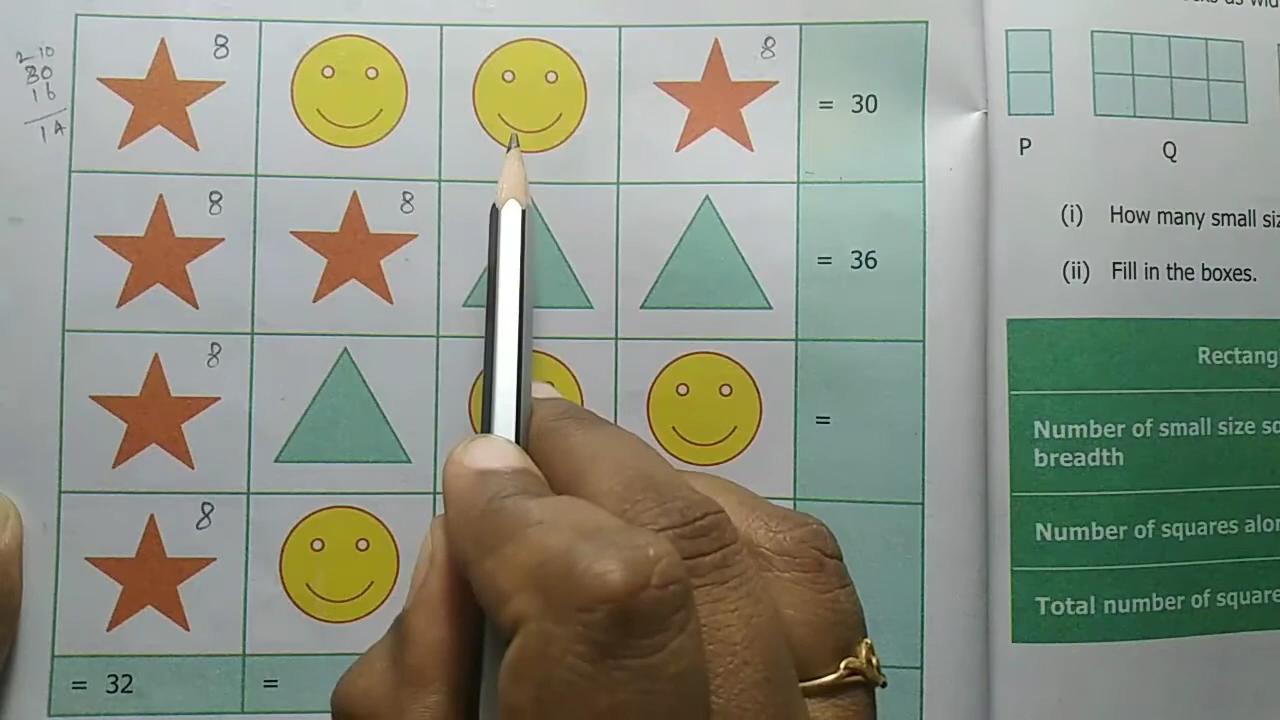 2 10
30
16
14
8
8
= 30
8
8
= 36
8
=
8
= 32
=
P
Q
(i) How many small siz
(ii) Fill in the boxes.
Rectang
Number of small size sq
breadth
Number of squares alon
Total number of square